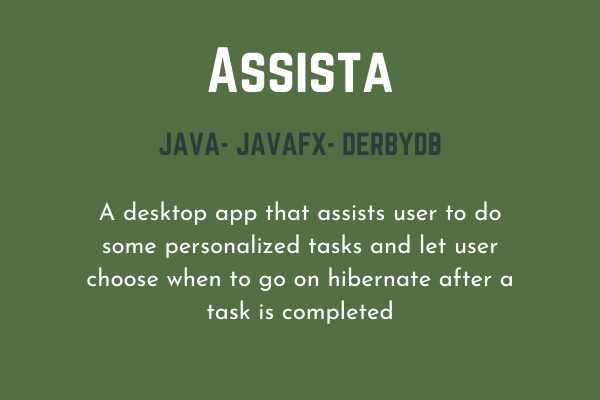 Assista
JAVA- JAVAFX- DERBYDB
A desktop app that assists user to do
some personalized tasks and let user
choose when to go on hibernate after a
task is completed